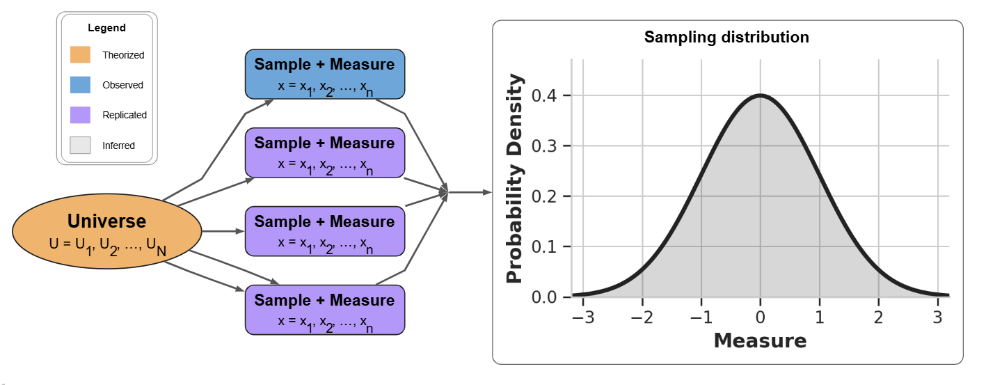 Legend
Theorized
Observed
Replicated
Inferred
Universe
U = U1, U2, ..., UN
Sample + Measure
x = x1, x2, ..., xn
Sample + Measure
x = x1, x2, ..., xn
Sample + Measure
x = x1, x2, ..., xn
Sample + Measure
x = x1, x2, ..., xn
Sampling distribution
Probability Density
0.4
0.3
0.2
0.1
0.0
−3 −2 −1 0 1 2 3
Measure